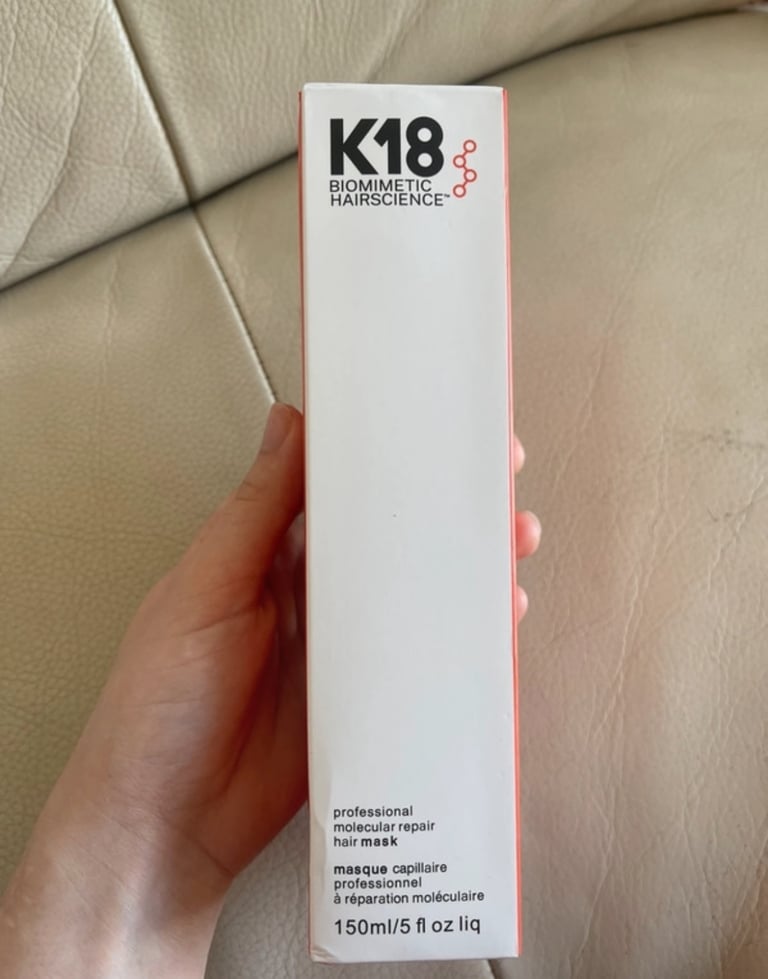 K18
BIOMIMETIC
HAIRSCIENCE™
professional
molecular repair
hair mask
masque capillaire
professionnel
à réparation moléculaire
150ml/5 fl oz liq